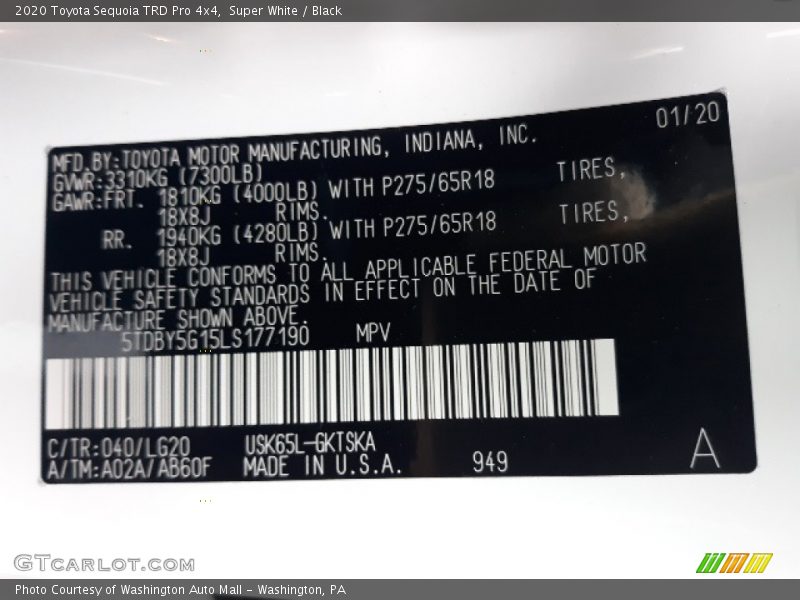 2020 Toyota Sequoia TRD Pro 4x4,  Super White / Black
01/20
MFD.BY:TOYOTA MOTOR MANUFACTURING, INDIANA, INC.
GVWR:3310KG (7300LB)
GAWR:FRT. 1810KG (4000LB) WITH P275/65R18 TIRES,
18X8J RIMS.
RR. 1940KG (4280LB) WITH P275/65R18 TIRES,
18X8J RIMS.
THIS VEHICLE CONFORMS TO ALL APPLICABLE FEDERAL MOTOR
VEHICLE SAFETY STANDARDS IN EFFECT ON THE DATE OF
MANUFACTURE SHOWN ABOVE.
5TDBY5G15LS177190 MPV
C/TR:040/LG20 USK65L-GKTSKA
A/TM:A02A/AB60F MADE IN U.S.A. 949 A
GTCARLOT.COM
Photo Courtesy of Washington Auto Mall - Washington, PA